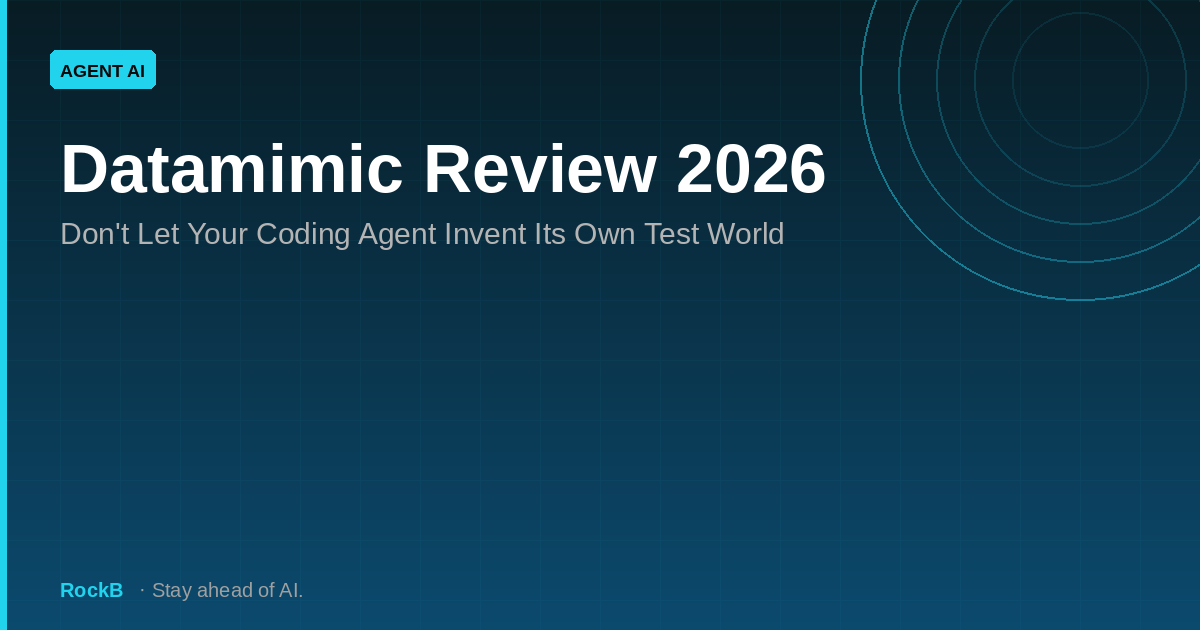 AGENT AI
Datamimic Review 2026
Don't Let Your Coding Agent Invent Its Own Test World
RockB · Stay ahead of AI.